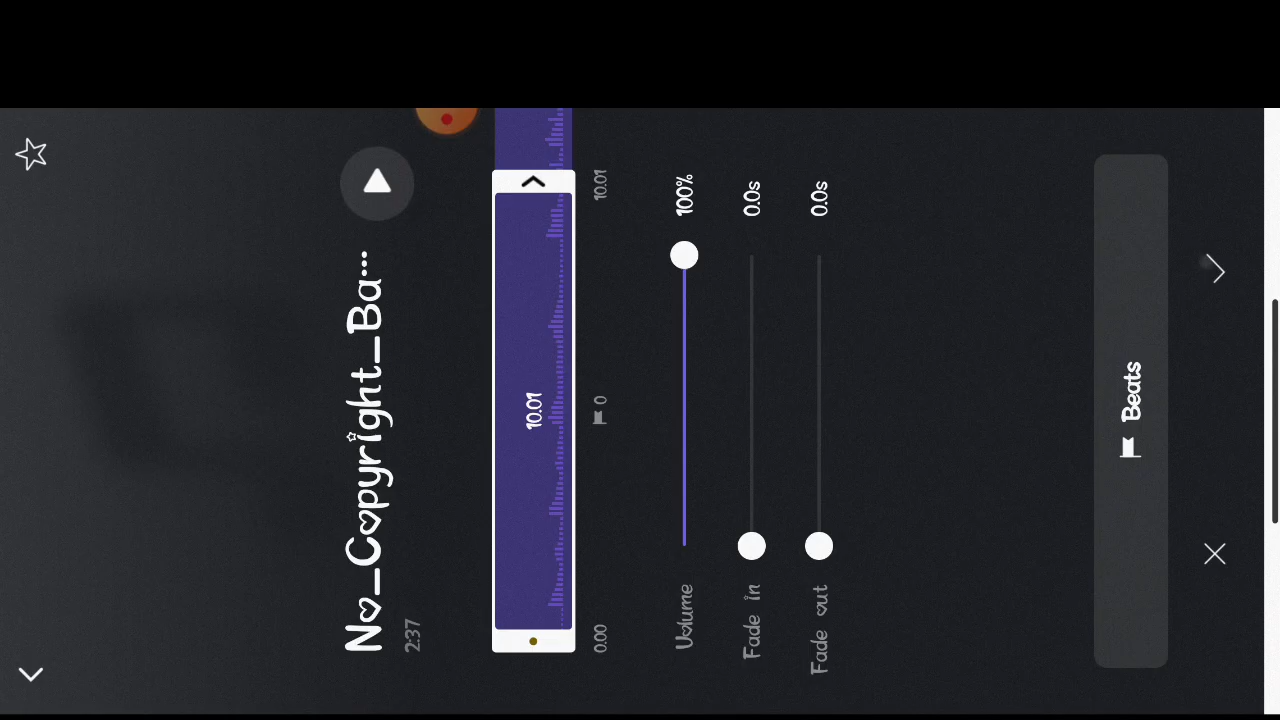 No_Copyright_Ba...
2:37
10.01
0.00
0
10.01
Volume
100%
Fade in
0.0s
Fade out
0.0s
Beats